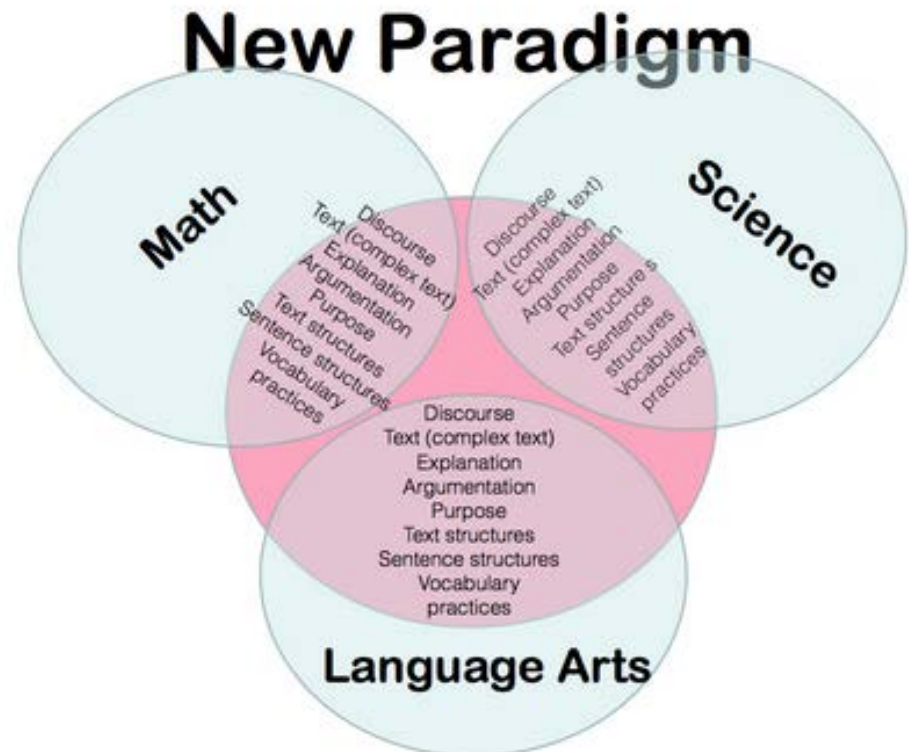 New Paradigm
Math
Discourse
Text (complex text)
Explanation
Argumentation
Purpose
Text structures
Sentence structures
Vocabulary
practices
Science
Discourse
Text (complex text)
Explanation
Argumentation
Purpose
Text structure s
Sentence
structures
Vocabulary
practices
Discourse
Text (complex text)
Explanation
Argumentation
Purpose
Text structures
Sentence structures
Vocabulary
practices
Language Arts